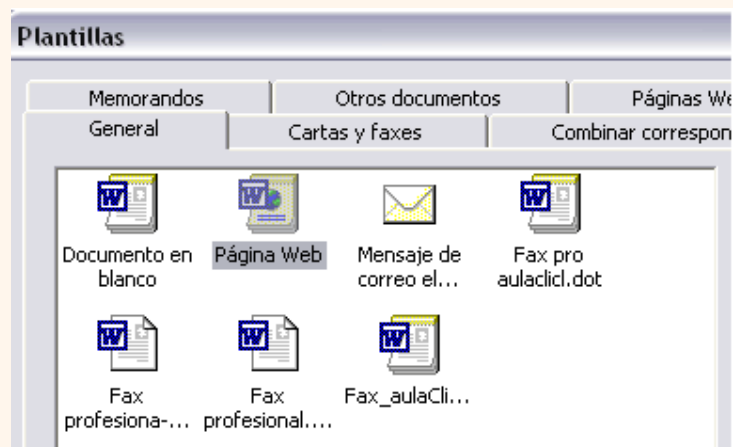 Plantillas
Memorandos Otros documentos Páginas We
General Cartas y faxes Combinar correspon
Documento en Página Web Mensaje de Fax pro
blanco correo el... aulaclicl.dot
Fax Fax Fax_aulaCli...
profesiona-... profesional....